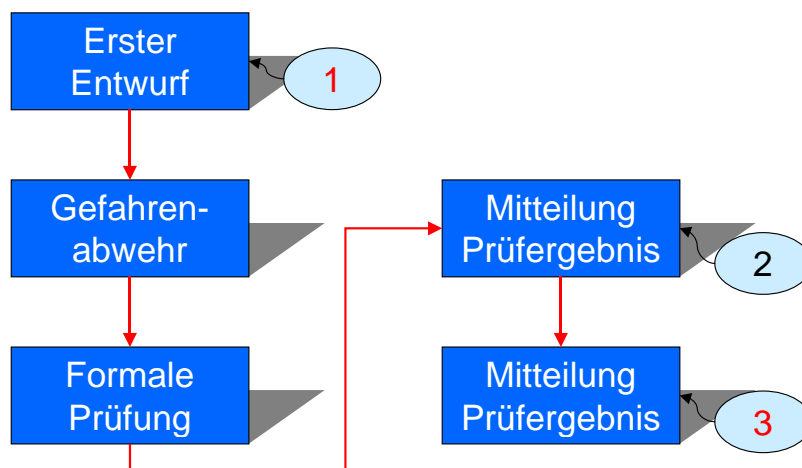 Erster
Entwurf
1
Gefahren-
abwehr
Formale
Prüfung
Mitteilung
Prüfergebnis
2
Mitteilung
Prüfergebnis
3